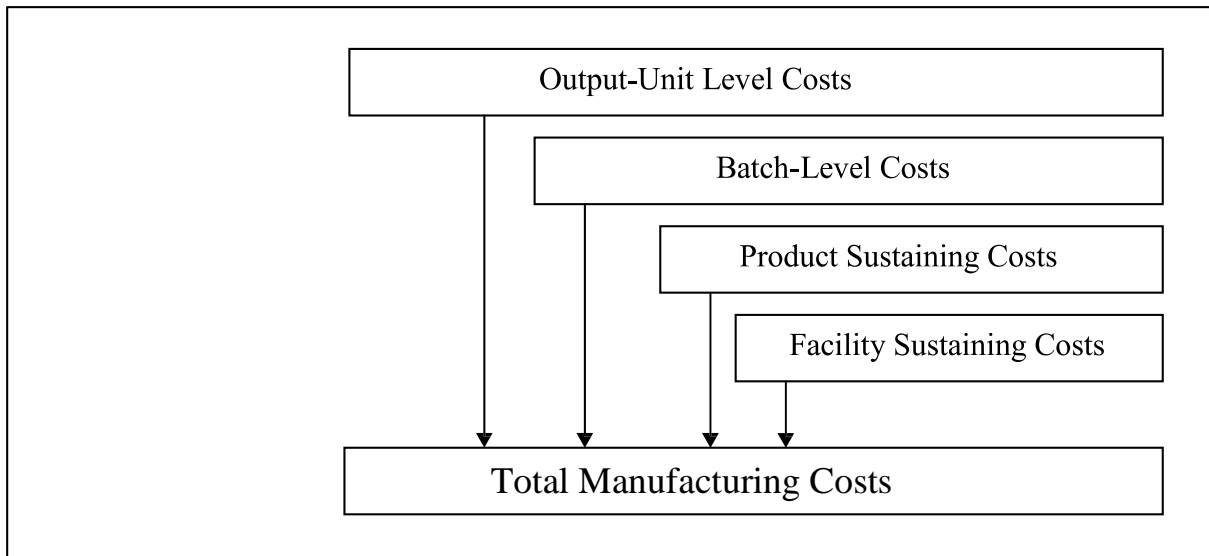 Output-Unit Level Costs
Batch-Level Costs
Product Sustaining Costs
Facility Sustaining Costs
Total Manufacturing Costs